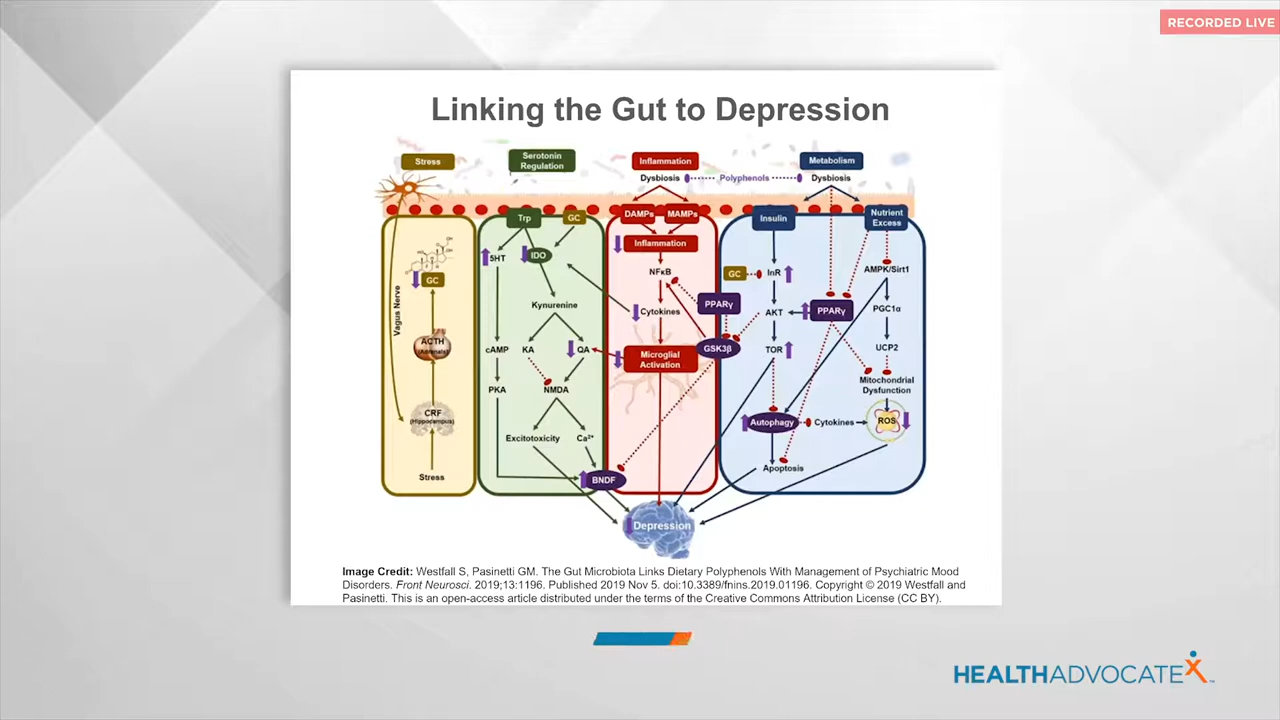 RECORDED LIVE
Linking the Gut to Depression
Stress
Serotonin
Regulation
Inflammation
Metabolism
Dysbiosis
Polyphenols
Dysbiosis
Trp
GC
DAMPs
MAMPs
Insulin
Nutrient
Excess
5HT
IDO
Inflammation
GC
NFκB
GC
InR
AMPK/Sirt1
Vagus Nerve
Kynurenine
Cytokines
PPARγ
AKT
PPARγ
PGC1α
ACTH
(Adrenals)
cAMP
KA
QA
Microglial
Activation
GSK3β
TOR
UCP2
PKA
NMDA
Mitochondrial
Dysfunction
CRF
(Hippocampus)
Autophagy
Cytokines
ROS
Excitotoxicity
Ca²⁺
Apoptosis
Stress
BNDF
Depression
Image Credit: Westfall S, Pasinetti GM. The Gut Microbiota Links Dietary Polyphenols With Management of Psychiatric Mood
Disorders. Front Neurosci. 2019;13:1196. Published 2019 Nov 5. doi:10.3389/fnins.2019.01196. Copyright © 2019 Westfall and
Pasinetti. This is an open-access article distributed under the terms of the Creative Commons Attribution License (CC BY).
HEALTHADVOCATEX™